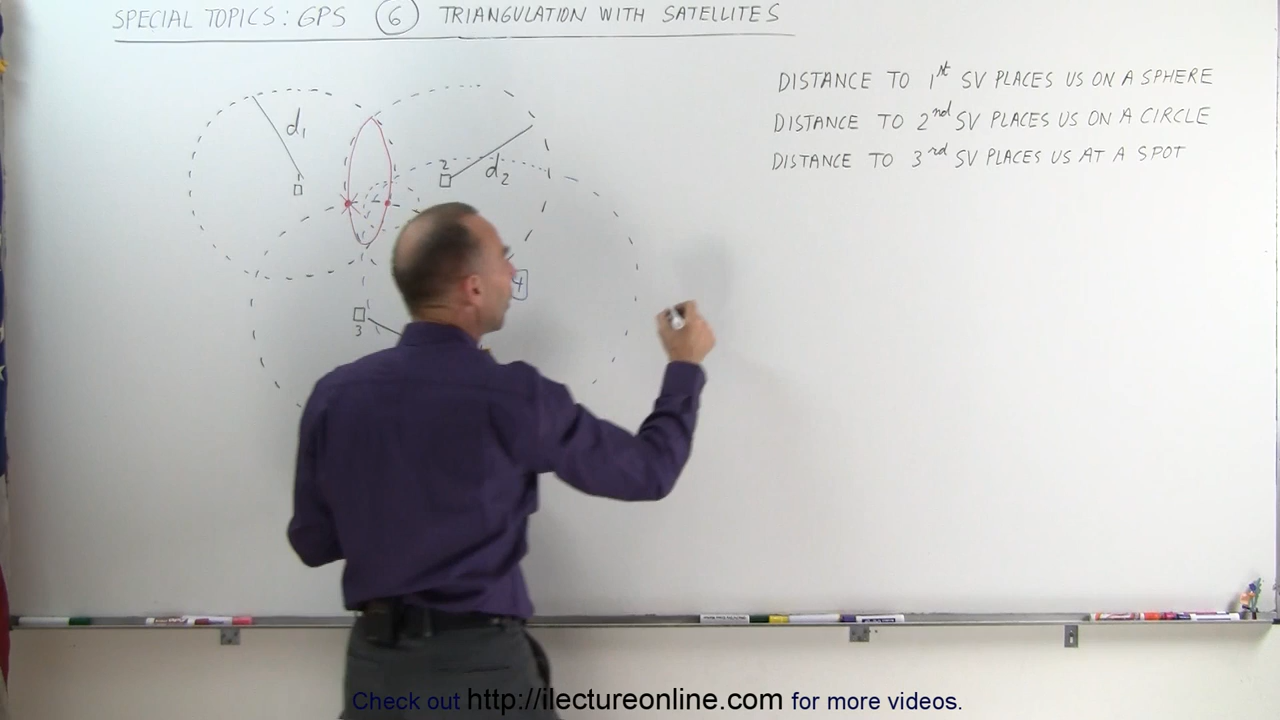 SPECIAL TOPICS: GPS 6 TRIANGULATION WITH SATELLITES
DISTANCE TO 1st SV PLACES US ON A SPHERE
DISTANCE TO 2nd SV PLACES US ON A CIRCLE
DISTANCE TO 3rd SV PLACES US AT A SPOT
d1
2
d2
4
3
Check out http://ilectureonline.com for more videos.